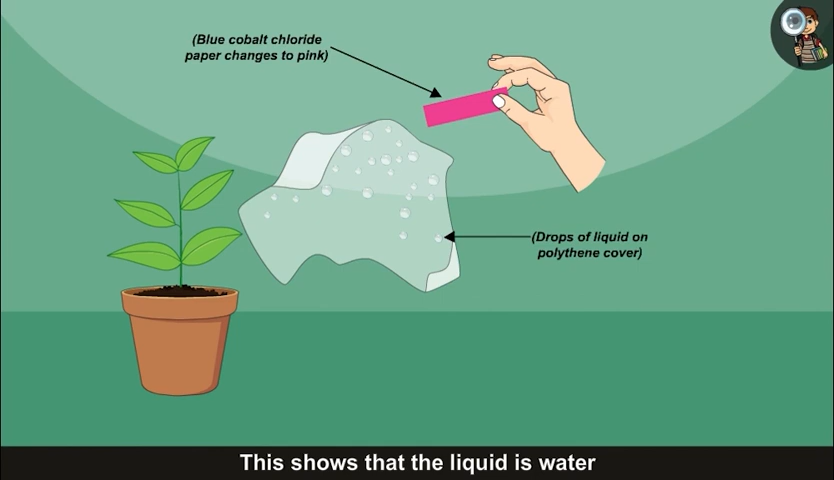 (Blue cobalt chloride
paper changes to pink)
(Drops of liquid on
polythene cover)
This shows that the liquid is water